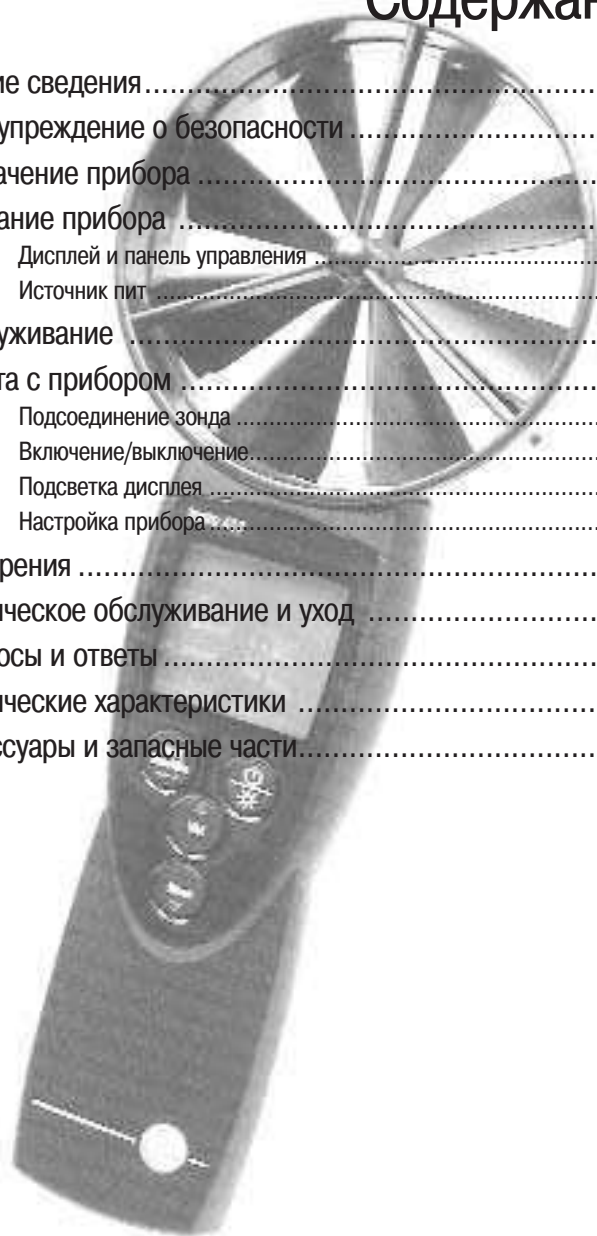 Содержан
ие сведения
упреждение о безопасности
ачение прибора
ание прибора
Дисплей и панель управления
Источник пит
уживание
та с прибором
Подсоединение зонда
Включение/выключение
Подсветка дисплея
Настройка прибора
рения
ическое обслуживание и уход
осы и ответы
ические характеристики
ссуары и запасные части